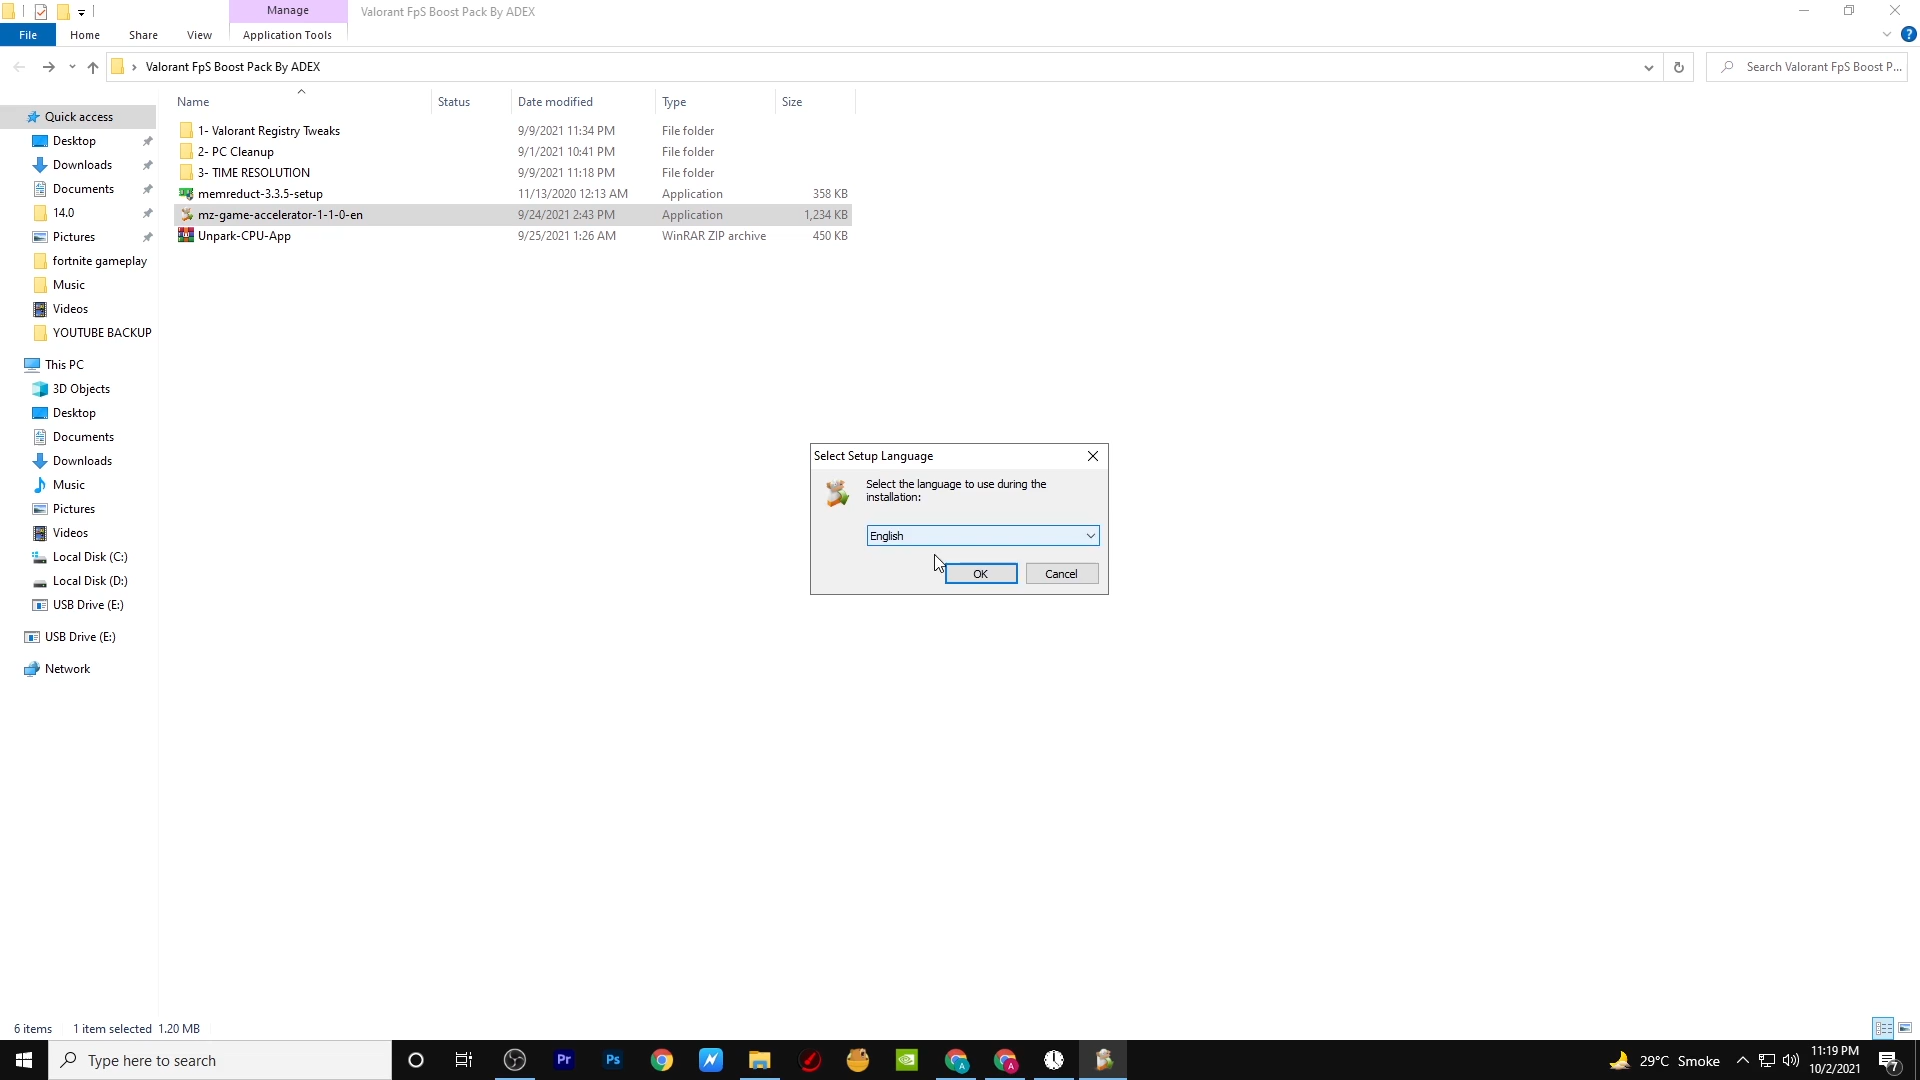 Manage
Valorant FpS Boost Pack By ADEX
File
Home
Share
View
Application Tools
Valorant FpS Boost Pack By ADEX
Search Valorant FpS Boost P...
Name
Status
Date modified
Type
Size
1- Valorant Registry Tweaks
9/9/2021 11:34 PM
File folder
2- PC Cleanup
9/1/2021 10:41 PM
File folder
3- TIME RESOLUTION
9/9/2021 11:18 PM
File folder
memreduct-3.3.5-setup
11/13/2020 12:13 AM
Application
358 KB
mz-game-accelerator-1-1-0-en
9/24/2021 2:43 PM
Application
1,234 KB
Unpark-CPU-App
9/25/2021 1:26 AM
WinRAR ZIP archive
450 KB
Quick access
Desktop
Downloads
Documents
14.0
Pictures
fortnite gameplay
Music
Videos
YOUTUBE BACKUP
This PC
3D Objects
Desktop
Documents
Downloads
Music
Pictures
Videos
Local Disk (C:)
Local Disk (D:)
USB Drive (E:)
USB Drive (E:)
Network
Select Setup Language
Select the language to use during the
installation:
English
OK
Cancel
6 items
1 item selected 1.20 MB
Type here to search
Pr
Ps
A
A
29°C Smoke
11:19 PM
10/2/2021
7